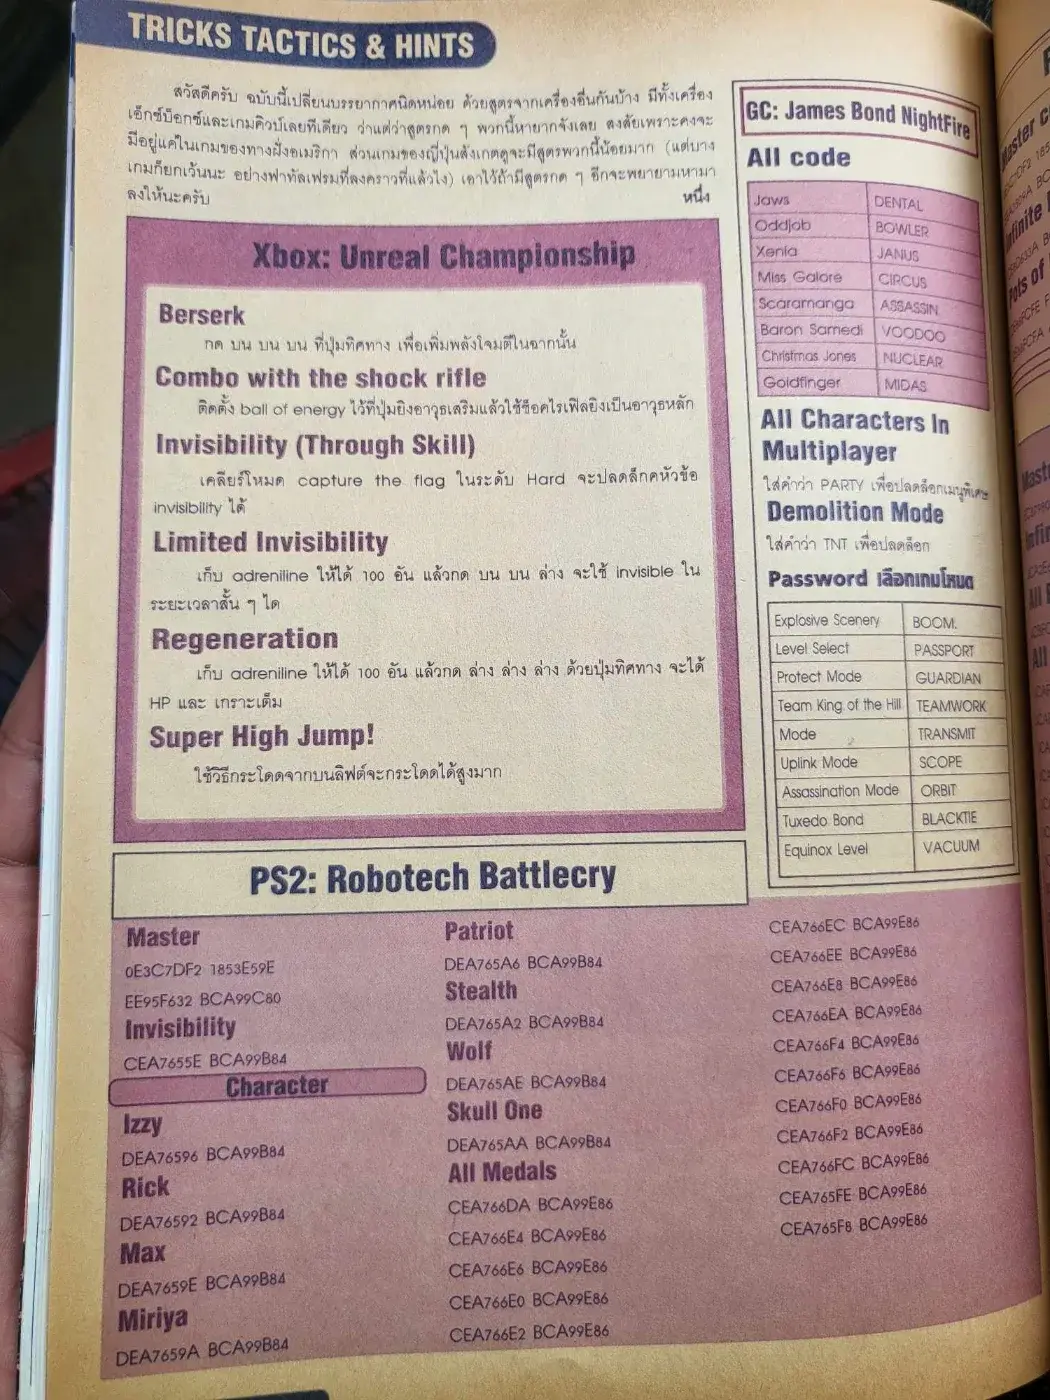 TRICKS TACTICS & HINTS
สวัสดีครับ ฉบับนี้เปลี่ยนบรรยากาศนิดหน่อย ด้วยสูตรจากเครื่องอื่นกันบ้าง มีทั้งเครื่อง
เอ็กซ์บ็อกซ์และเกมคิวบ์เลยทีเดียว ว่าแต่ว่าสูตรกด ๆ พวกนี้หายากจังเลย สงสัยเพราะคงจะ
มีอยู่แค่ในเกมของทางฝั่งอเมริกา ส่วนเกมของญี่ปุ่นสังเกตดูจะมีสูตรพวกนี้น้อยมาก (แต่บาง
เกมก็ยกเว้นนะ อย่างฟาทัลเฟรมที่ลงคราวที่แล้วไง) เอาไว้ถ้ามีสูตรกด ๆ อีกจะพยายามหามา
ลงให้นะครับ
หนึ่ง
Xbox: Unreal Championship
Berserk
กด บน บน บน ที่ปุ่มทิศทาง เพื่อเพิ่มพลังโจมตีในฉากนั้น
Combo with the shock rifle
ติดตั้ง ball of energy ไว้ที่ปุ่มยิงอาวุธเสริมแล้วใช้ช็อคไรเฟิลยิงเป็นอาวุธหลัก
Invisibility (Through Skill)
เคลียร์โหมด capture the flag ในระดับ Hard จะปลดล็กคหัวข้อ
invisibility ได้
Limited Invisibility
เก็บ adreniline ให้ได้ 100 อัน แล้วกด บน บน ล่าง จะใช้ invisible ใน
ระยะเวลาสั้น ๆ ได
Regeneration
เก็บ adreniline ให้ได้ 100 อัน แล้วกด ล่าง ล่าง ล่าง ด้วยปุ่มทิศทาง จะได้
HP และ เกราะเต็ม
Super High Jump!
ใช้วิธีกระโดดจากบนลิฟต์จะกระโดดได้สูงมาก
GC: James Bond NightFire
All code
Jaws DENTAL
Oddjob BOWLER
Xenia JANUS
Miss Galore CIRCUS
Scaramanga ASSASSIN
Baron Samedi VOODOO
Christmas Jones NUCLEAR
Goldfinger MIDAS
All Characters In
Multiplayer
ใส่คำว่า PARTY เพื่อปลดล็อกเมนูพิเศษ
Demolition Mode
ใส่คำว่า TNT เพื่อปลดล็อก
Password เลือกเกมโหมด
Explosive Scenery BOOM.
Level Select PASSPORT
Protect Mode GUARDIAN
Team King of the Hill TEAMWORK
Mode TRANSMIT
Uplink Mode SCOPE
Assassination Mode ORBIT
Tuxedo Bond BLACKTIE
Equinox Level VACUUM
PS2: Robotech Battlecry
Master
0E3C7DF2 1853E59E
EE95F632 BCA99C80
Invisibility
CEA7655E BCA99B84
Character
Izzy
DEA76596 BCA99B84
Rick
DEA76592 BCA99B84
Max
DEA7659E BCA99B84
Miriya
DEA7659A BCA99B84
Patriot
DEA765A6 BCA99B84
Stealth
DEA765A2 BCA99B84
Wolf
DEA765AE BCA99B84
Skull One
DEA765AA BCA99B84
All Medals
CEA766DA BCA99E86
CEA766E4 BCA99E86
CEA766E6 BCA99E86
CEA766E0 BCA99E86
CEA766E2 BCA99E86
CEA766EC BCA99E86
CEA766EE BCA99E86
CEA766E8 BCA99E86
CEA766EA BCA99E86
CEA766F4 BCA99E86
CEA766F6 BCA99E86
CEA766F0 BCA99E86
CEA766F2 BCA99E86
CEA766FC BCA99E86
CEA765FE BCA99E86
CEA765F8 BCA99E86